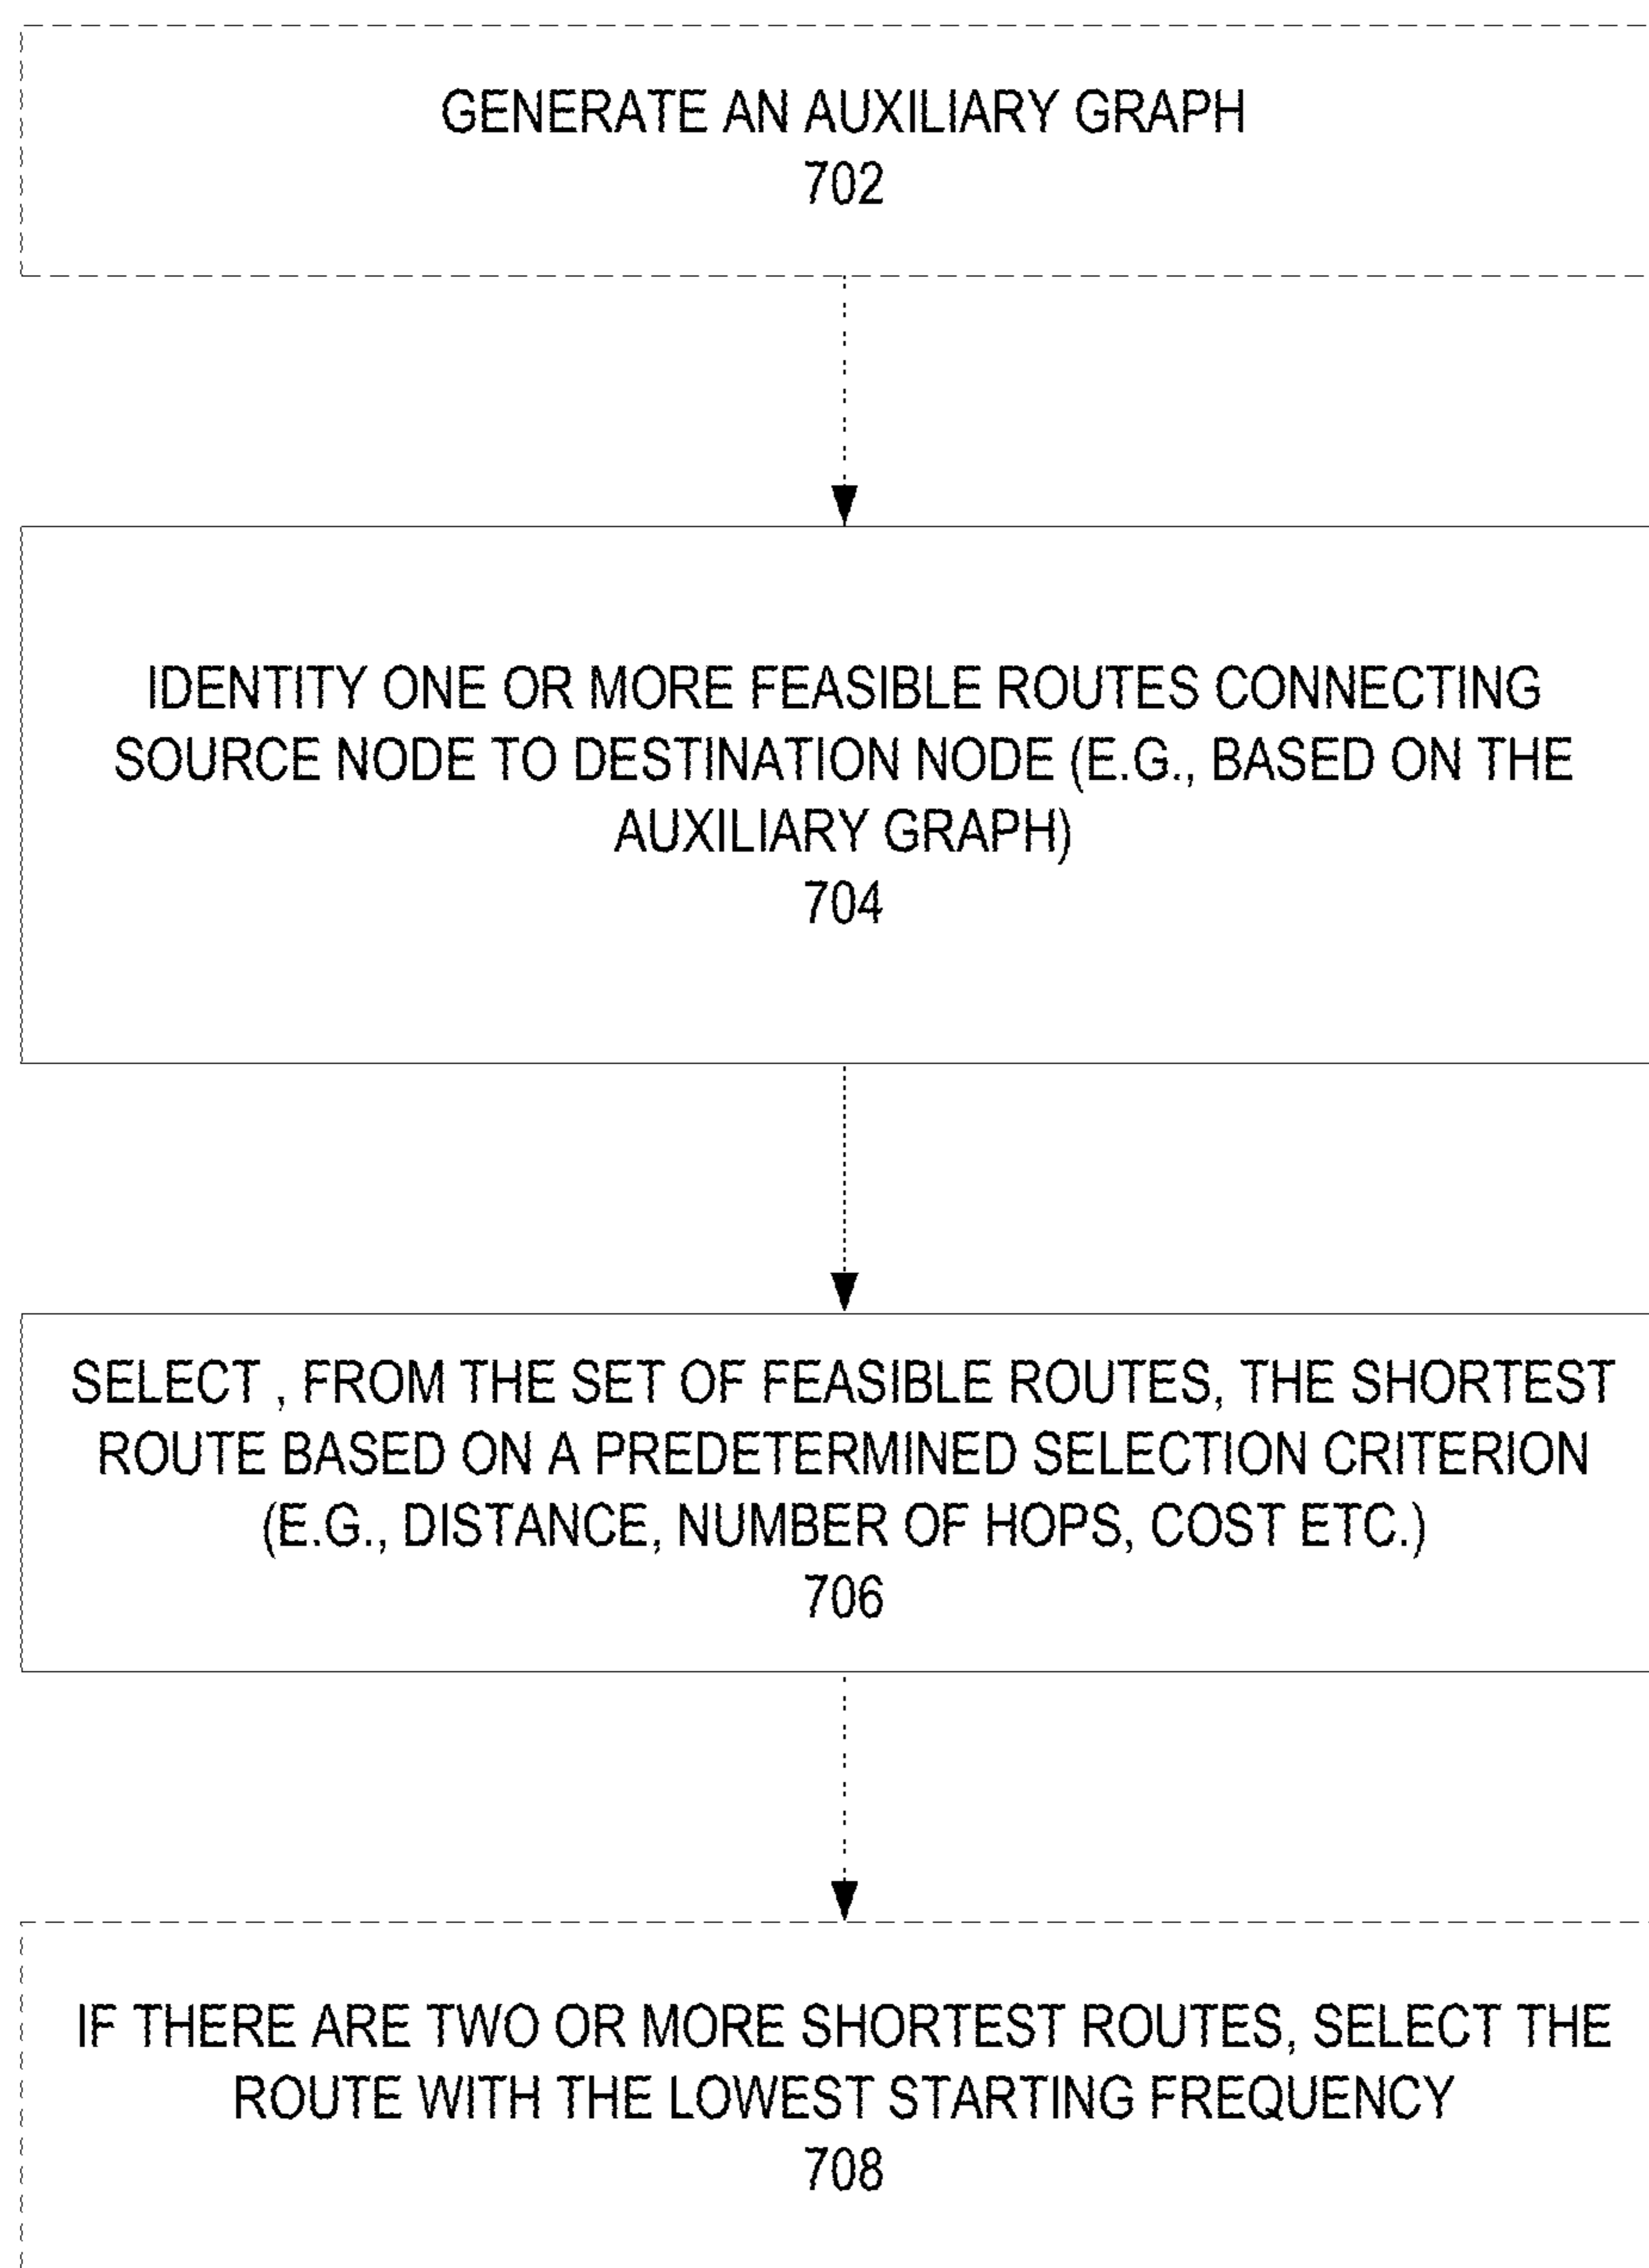 GENERATE AN AUXILIARY GRAPH
702
IDENTITY ONE OR MORE FEASIBLE ROUTES CONNECTING
SOURCE NODE TO DESTINATION NODE (E.G., BASED ON THE
AUXILIARY GRAPH)
704
SELECT , FROM THE SET OF FEASIBLE ROUTES, THE SHORTEST
ROUTE BASED ON A PREDETERMINED SELECTION CRITERION
(E.G., DISTANCE, NUMBER OF HOPS, COST ETC.)
706
IF THERE ARE TWO OR MORE SHORTEST ROUTES, SELECT THE
ROUTE WITH THE LOWEST STARTING FREQUENCY
708